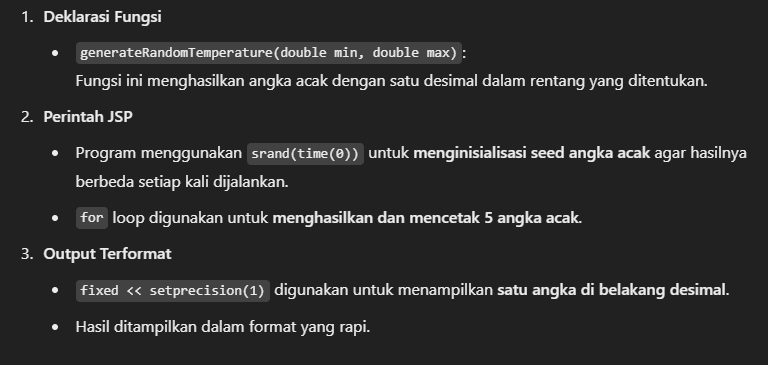 1. Deklarasi Fungsi
• generateRandomTemperature(double min, double max):
Fungsi ini menghasilkan angka acak dengan satu desimal dalam rentang yang ditentukan.
2. Perintah JSP
• Program menggunakan srand(time(0)) untuk menginisialisasi seed angka acak agar hasilnya
berbeda setiap kali dijalankan.
• for loop digunakan untuk menghasilkan dan mencetak 5 angka acak.
3. Output Terformat
• fixed << setprecision(1) digunakan untuk menampilkan satu angka di belakang desimal.
• Hasil ditampilkan dalam format yang rapi.